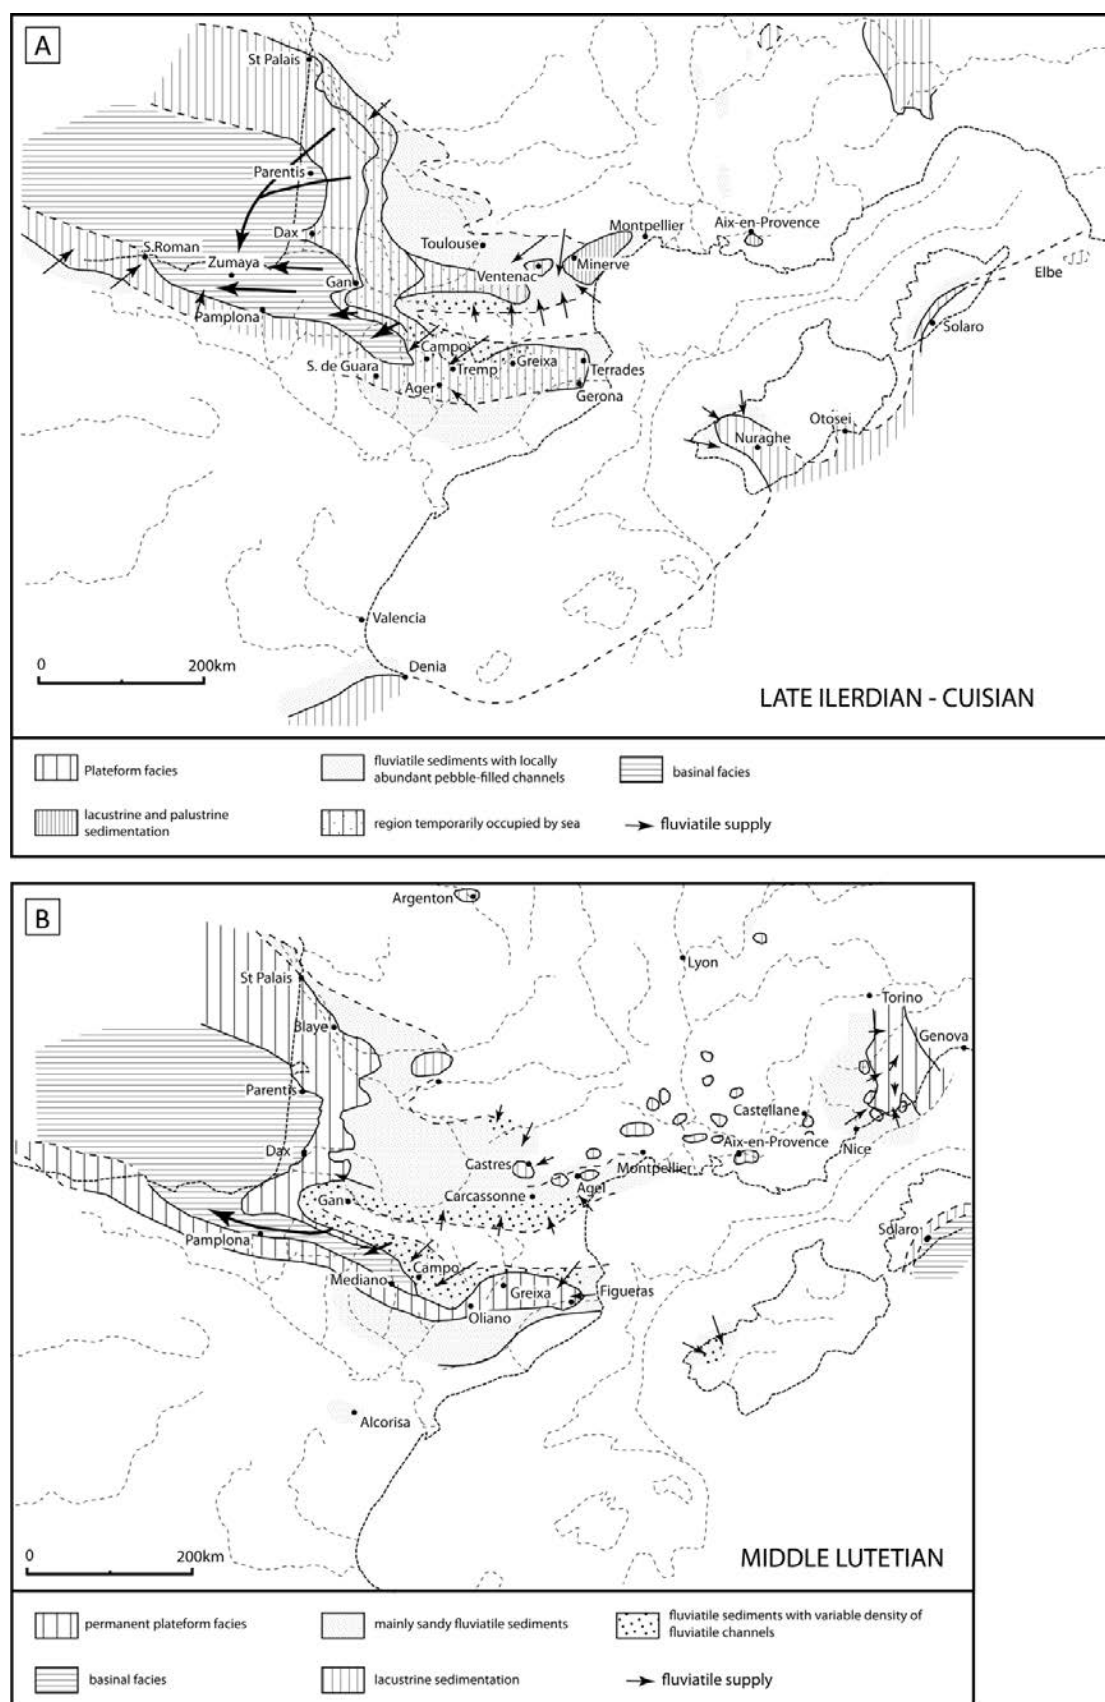 A
St Palais
Parentis
Dax
S.Roman
Zumaya
Gan
Pamplona
S. de Guara
Toulouse
Ventenac
Minerve
Montpellier
Aix-en-Provence
Campo
Tremp
Greixa
Terrades
Ager
Gerona
Elbe
Solaro
Otosei
Nuraghe
Valencia
Denia
0 200km
LATE ILERDIAN - CUISIAN
Plateform facies
fluviatile sediments with locally
abundant pebble-filled channels
basinal facies
lacustrine and palustrine
sedimentation
region temporarily occupied by sea
fluviatile supply
B
Argenton
Lyon
St Palais
Blaye
Torino
Genova
Parentis
Castellane
Dax
Castres
Aix-en-Provence
Nice
Montpellier
Gan
Carcassonne
Agel
Pamplona
Solaro
Campo
Mediano
Greixa
Figueras
Oliano
Alcorisa
0 200km
MIDDLE LUTETIAN
permanent plateform facies
mainly sandy fluviatile sediments
fluviatile sediments with variable density of
fluviatile channels
basinal facies
lacustrine sedimentation
fluviatile supply